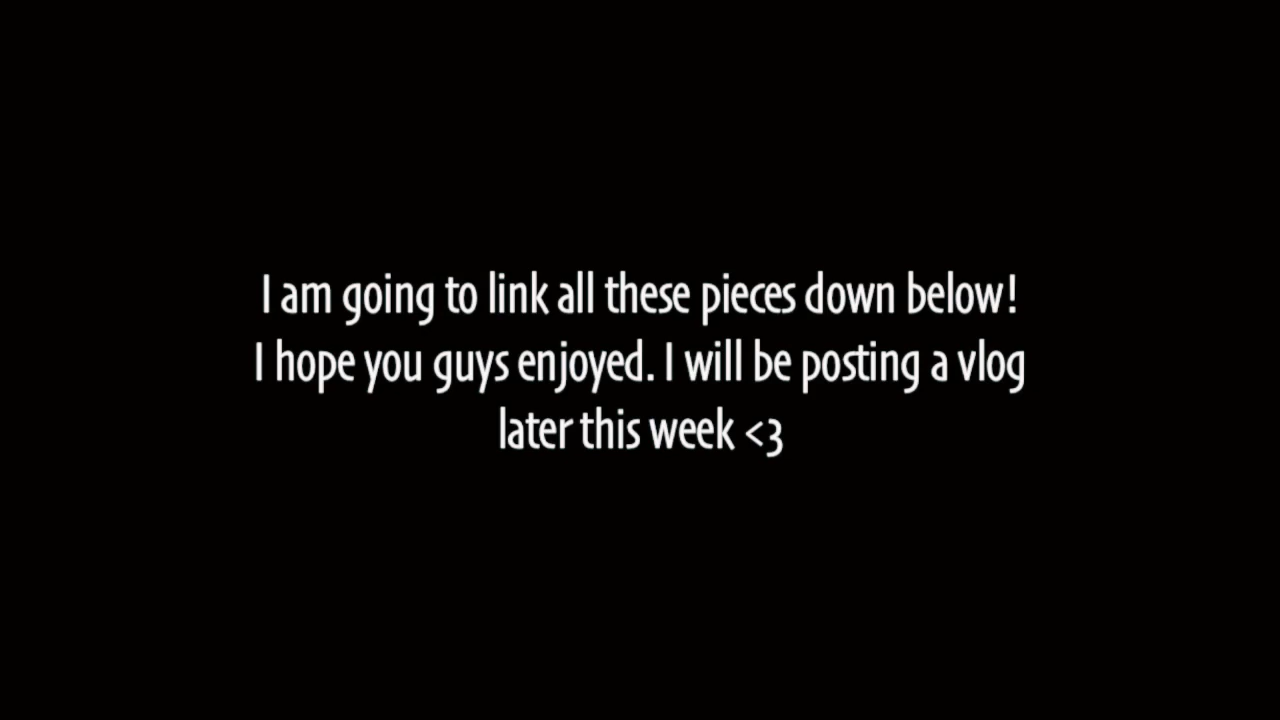 I am going to link all these pieces down below!
I hope you guys enjoyed. I will be posting a vlog
later this week <3